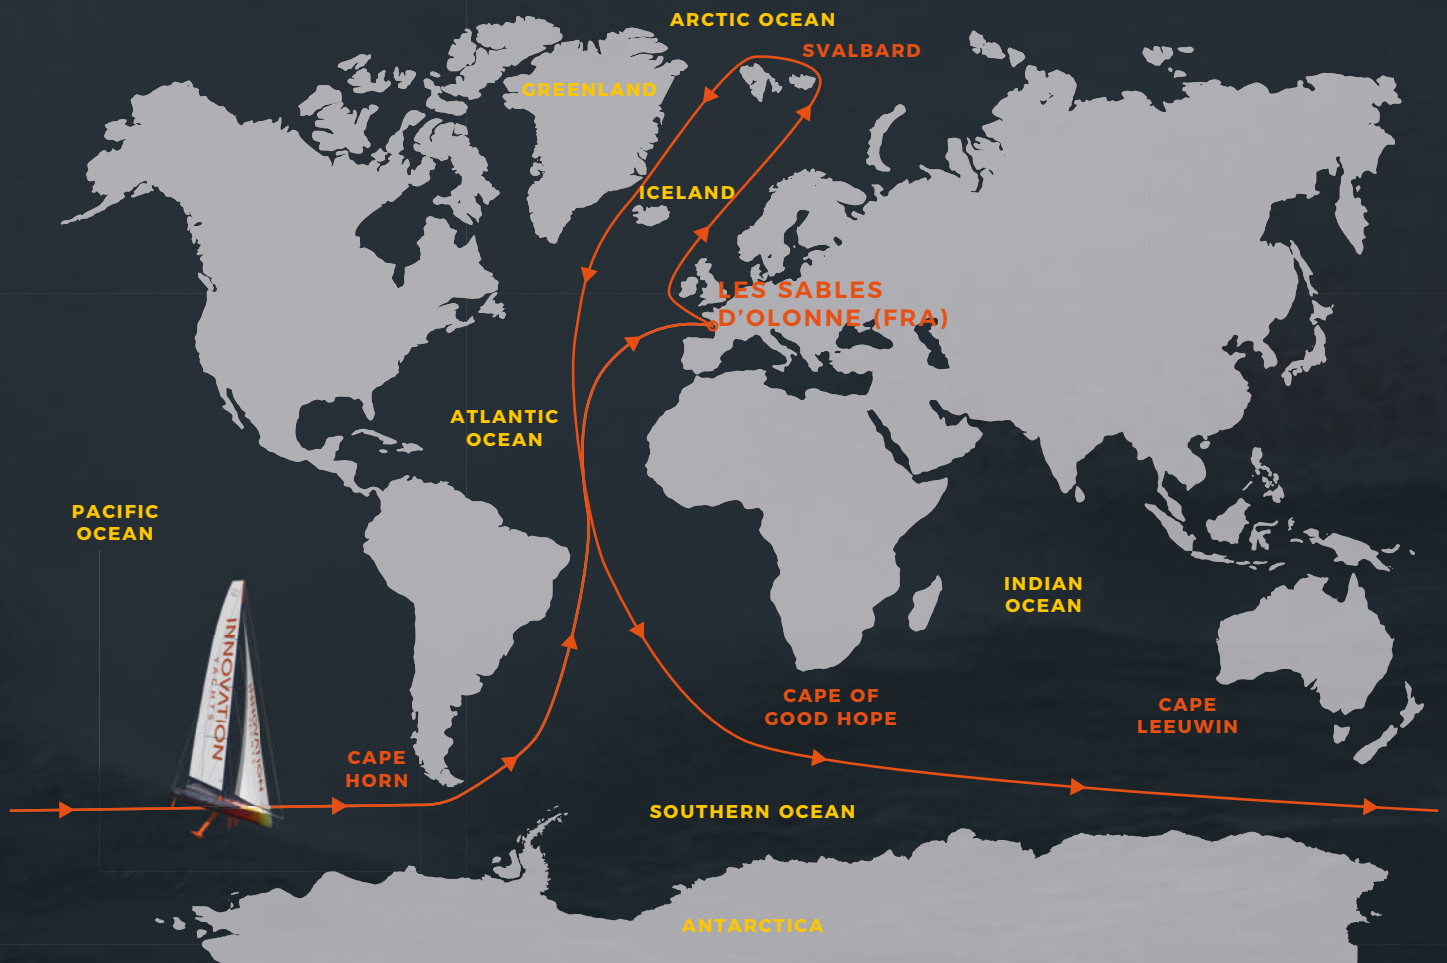 ARCTIC OCEAN
SVALBARD
GREENLAND
ICELAND
LES SABLES
D'OLONNE (FRA)
ATLANTIC
OCEAN
PACIFIC
OCEAN
INDIAN
OCEAN
INNOVATION
YACHTS
CAPE OF
GOOD HOPE
CAPE
LEEUWIN
CAPE
HORN
SOUTHERN OCEAN
ANTARCTICA